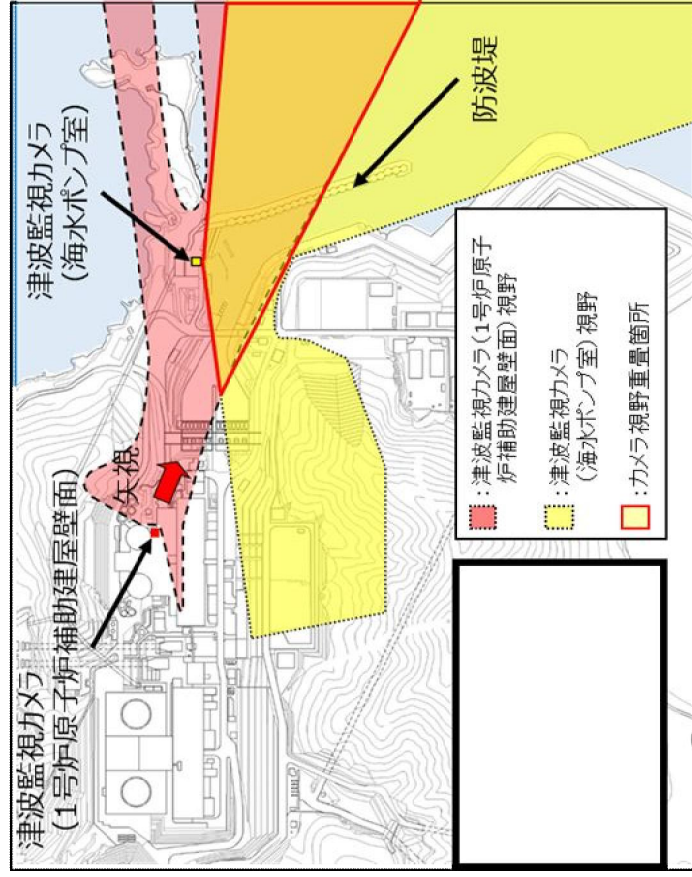 津波監視カメラ
(1号炉原子炉補助建屋壁面)
矢視
津波監視カメラ
(海水ポンプ室)
防波堤
:津波監視カメラ(1号炉原子
炉補助建屋壁面)視野
:津波監視カメラ
(海水ポンプ室)視野
:カメラ視野重畳箇所